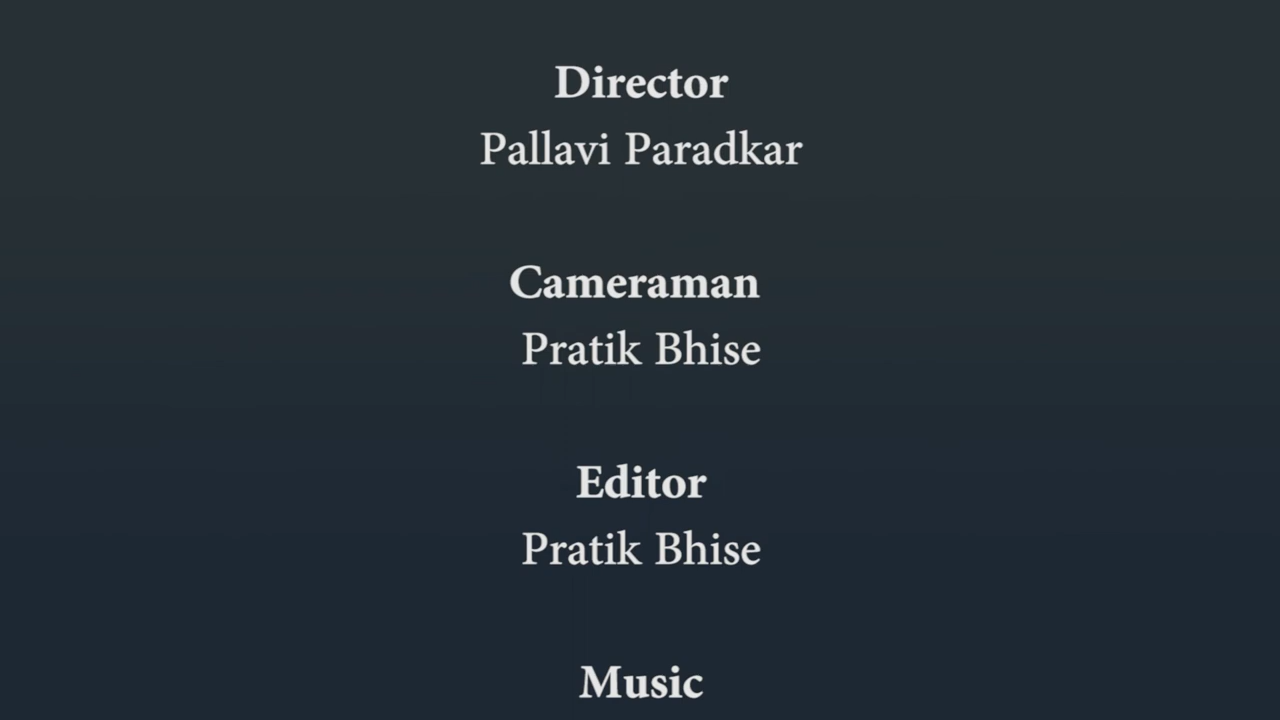 Director
Pallavi Paradkar
Cameraman
Pratik Bhise
Editor
Pratik Bhise
Music